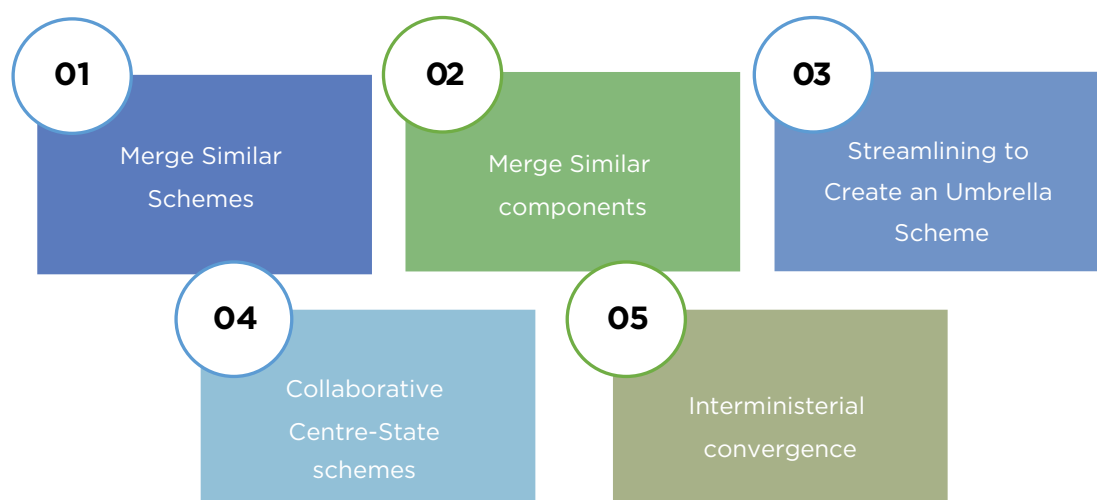 01
Merge Similar
Schemes
02
Merge Similar
components
03
Streamlining to
Create an Umbrella
Scheme
04
Collaborative
Centre-State
schemes
05
Interministerial
convergence